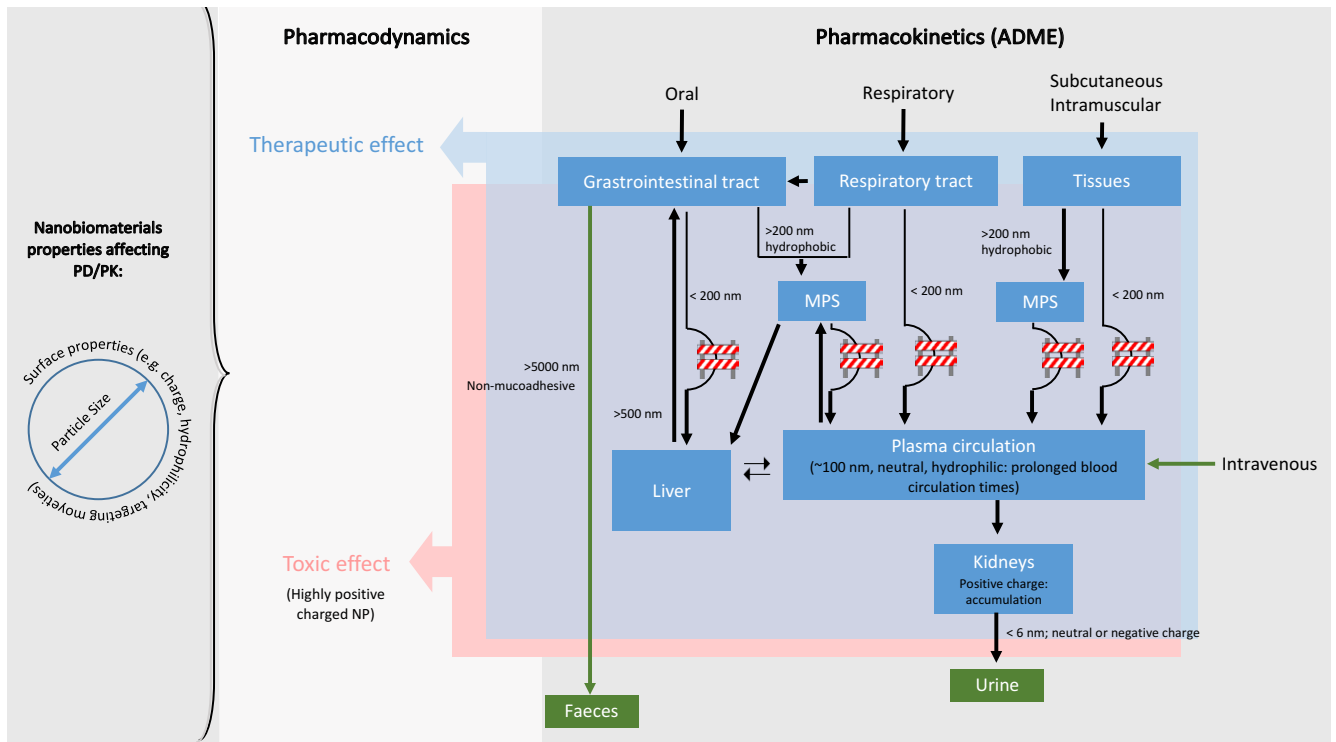 Pharmacodynamics
Pharmacokinetics (ADME)
Nanobiomaterials
properties affecting
PD/PK:
Surface properties (e.g. charge, hydrophilicity, targeting moyeties)
Particle Size
Therapeutic effect
Toxic effect
(Highly positive
charged NP)
Oral
Respiratory
Subcutaneous
Intramuscular
Grastrointestinal tract
Respiratory tract
Tissues
>200 nm
hydrophobic
>200 nm
hydrophobic
< 200 nm
< 200 nm
< 200 nm
MPS
MPS
>5000 nm
Non-mucoadhesive
>500 nm
Liver
Plasma circulation
(~100 nm, neutral, hydrophilic: prolonged blood
circulation times)
Intravenous
Kidneys
Positive charge:
accumulation
< 6 nm; neutral or negative charge
Urine
Faeces